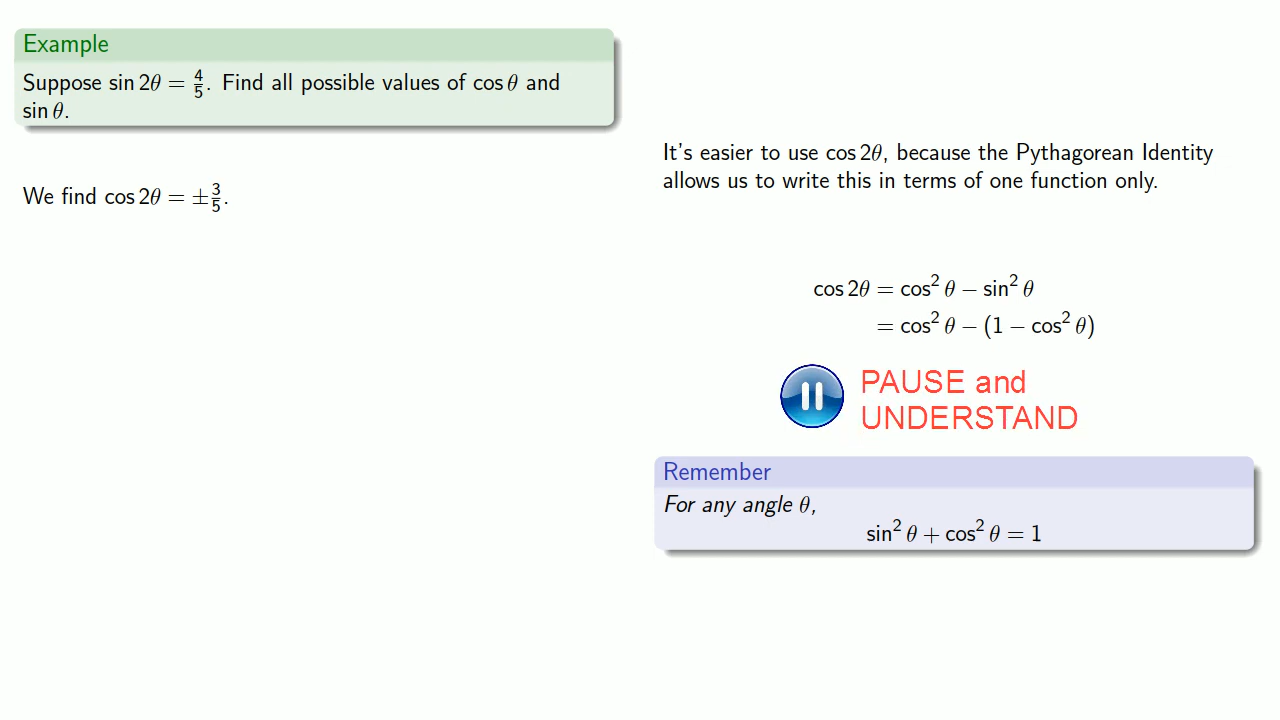 Example
Suppose sin 2θ = 4/5. Find all possible values of cos θ and
sin θ.
We find cos 2θ = ±3/5.
It's easier to use cos 2θ, because the Pythagorean Identity
allows us to write this in terms of one function only.
cos 2θ = cos² θ − sin² θ
= cos² θ − (1 − cos² θ)
PAUSE and
UNDERSTAND
Remember
For any angle θ,
sin² θ + cos² θ = 1